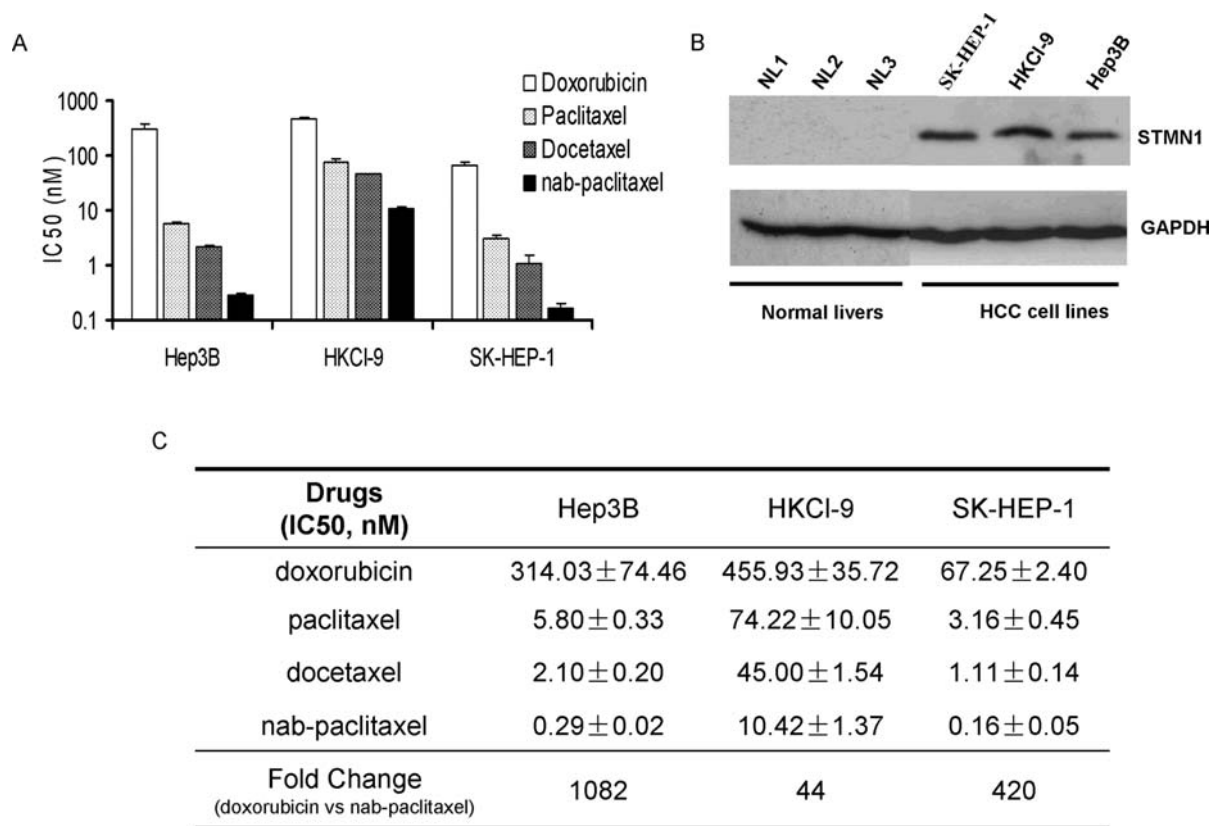 A
IC50 (nM)
1000
100
10
1
0.1
Doxorubicin
Paclitaxel
Docetaxel
nab-paclitaxel
Hep3B
HKCI-9
SK-HEP-1
B
NL1
NL2
NL3
SK-HEP-1
HKCI-9
Hep3B
STMN1
GAPDH
Normal livers
HCC cell lines
C
Drugs
(IC50, nM)
Hep3B HKCI-9 SK-HEP-1
doxorubicin 314.03±74.46 455.93±35.72 67.25±2.40
paclitaxel 5.80±0.33 74.22±10.05 3.16±0.45
docetaxel 2.10±0.20 45.00±1.54 1.11±0.14
nab-paclitaxel 0.29±0.02 10.42±1.37 0.16±0.05
Fold Change
(doxorubicin vs nab-paclitaxel)
1082 44 420